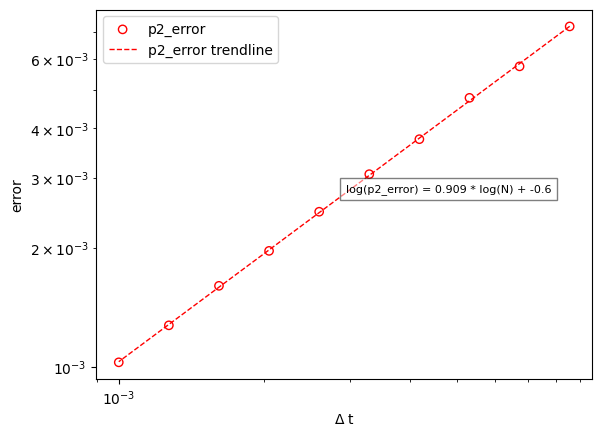 p2_error
p2_error trendline
6 × 10⁻³
4 × 10⁻³
3 × 10⁻³
2 × 10⁻³
10⁻³
error
log(p2_error) = 0.909 * log(N) + -0.6
10⁻³
Δ t